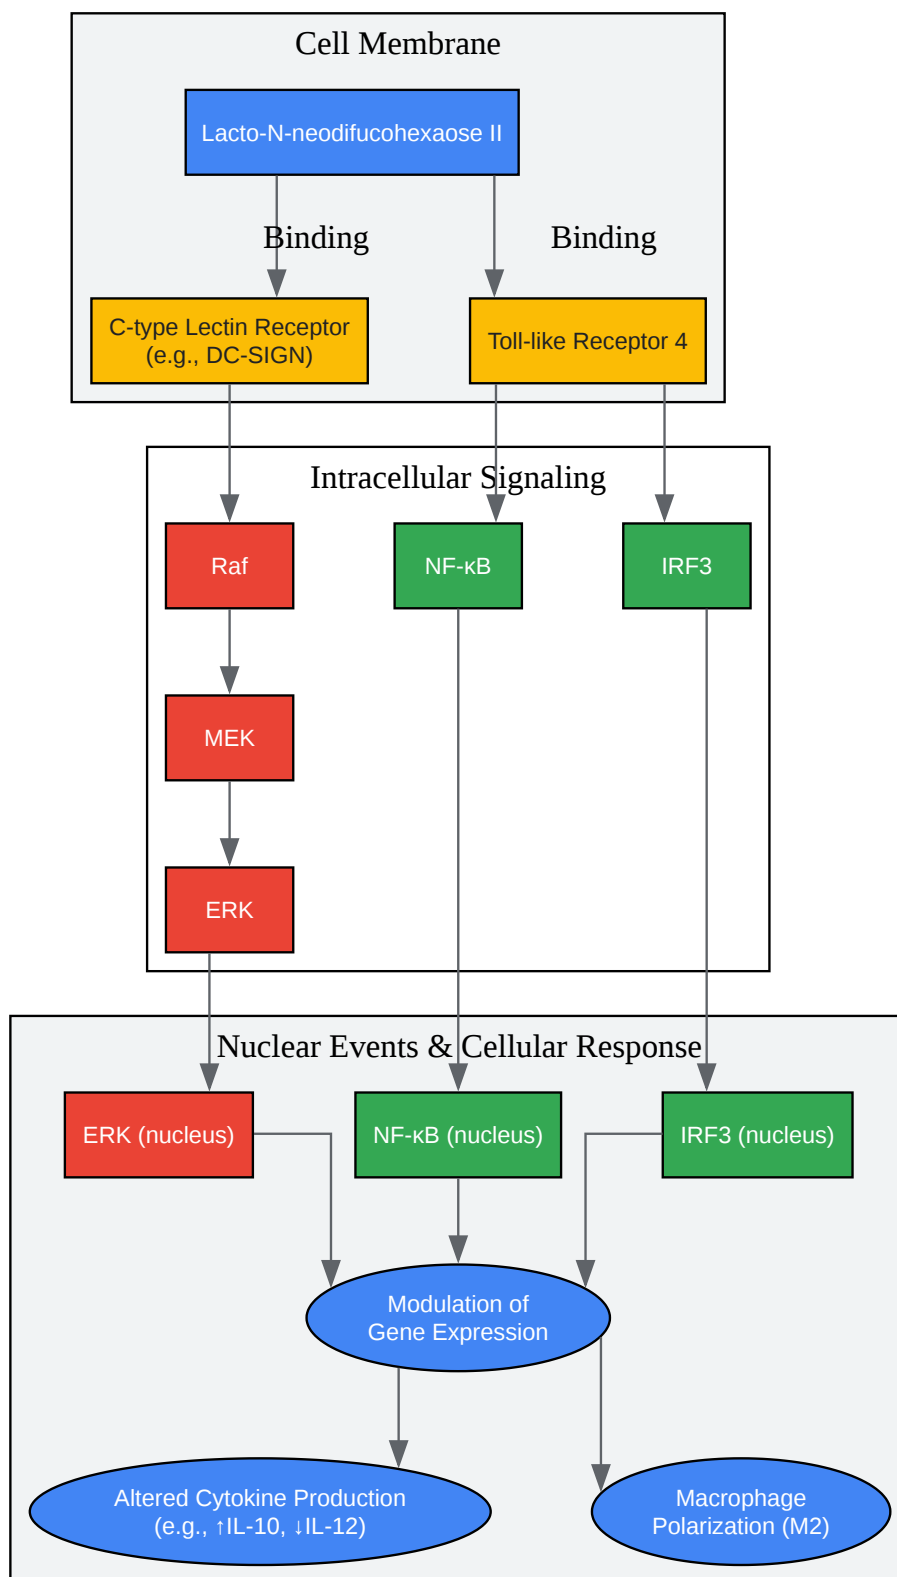 Cell Membrane
Lacto-N-neodifucohexaose II
Binding
Binding
C-type Lectin Receptor
(e.g., DC-SIGN)
Toll-like Receptor 4
Intracellular Signaling
Raf
NF-κB
IRF3
MEK
ERK
Nuclear Events & Cellular Response
ERK (nucleus)
NF-κB (nucleus)
IRF3 (nucleus)
Modulation of
Gene Expression
Altered Cytokine Production
(e.g., ↑IL-10, ↓IL-12)
Macrophage
Polarization (M2)